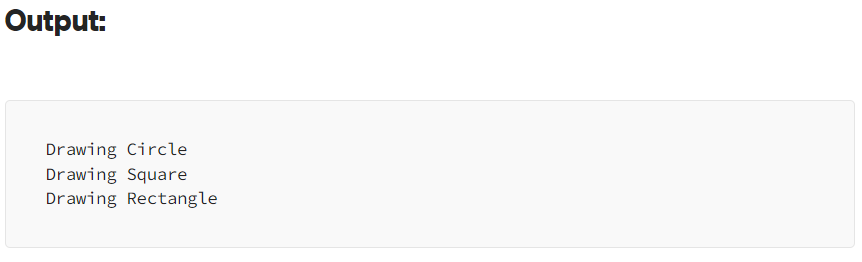 Output:
Drawing Circle
Drawing Square
Drawing Rectangle